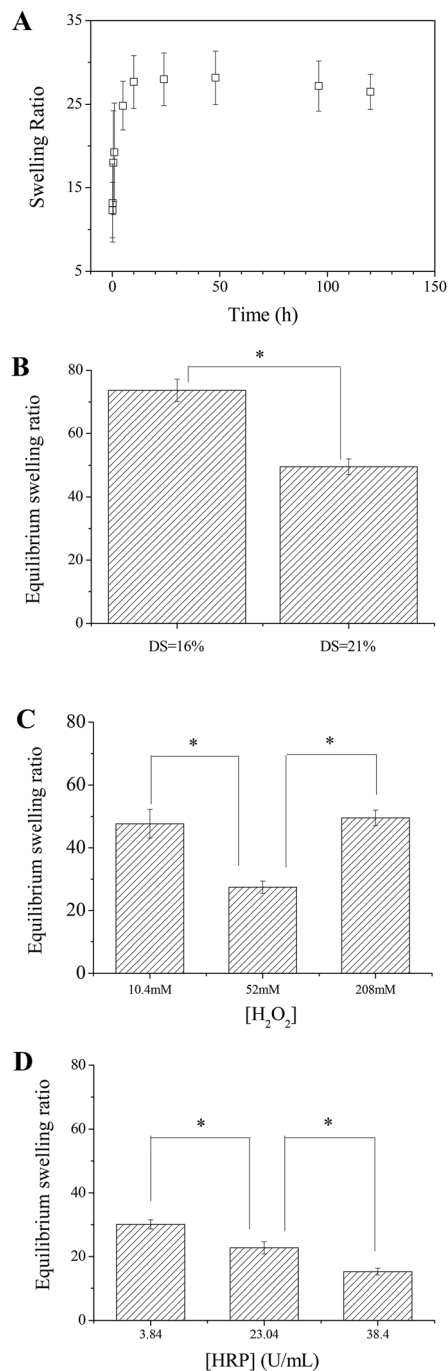 A
35
25
15
5
Swelling Ratio
0
50
100
150
Time (h)
B
80
60
40
20
0
Equilibrium swelling ratio
*
DS=16%
DS=21%
C
80
60
40
20
0
Equilibrium swelling ratio
*
*
10.4mM
52mM
208mM
[H₂O₂]
D
80
60
40
20
0
Equilibrium swelling ratio
*
*
3.84
23.04
38.4
[HRP] (U/mL)